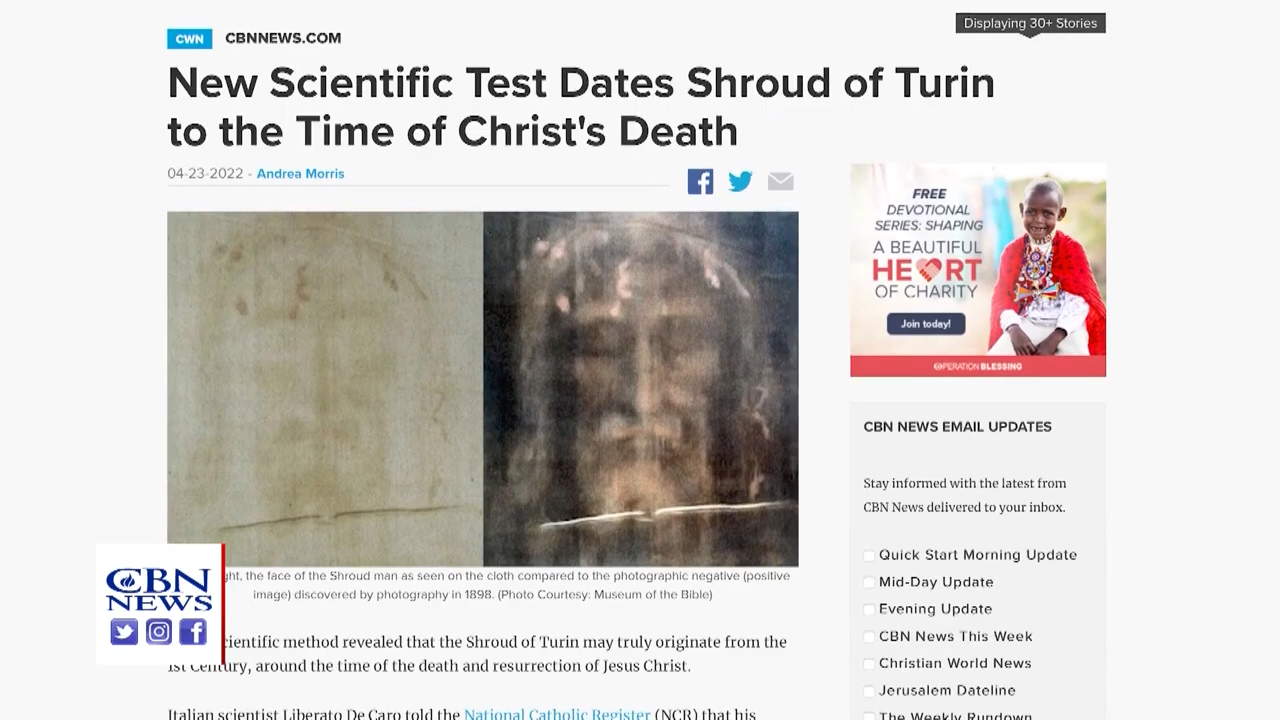 Displaying 30+ Stories
CWN CBNNEWS.COM
New Scientific Test Dates Shroud of Turin
to the Time of Christ's Death
04-23-2022 - Andrea Morris
FREE
DEVOTIONAL
SERIES: SHAPING
A BEAUTIFUL
HEART
OF CHARITY
Join today!
OPERATION BLESSING
the face of the Shroud man as seen on the cloth compared to the photographic negative (positive
image) discovered by photography in 1898. (Photo Courtesy: Museum of the Bible)
method revealed that the Shroud of Turin may truly originate from the
1st Century, around the time of the death and resurrection of Jesus Christ.
Italian scientist Liberato De Caro told the National Catholic Register (NCR) that his
CBN NEWS EMAIL UPDATES
Stay informed with the latest from
CBN News delivered to your inbox.
Quick Start Morning Update
Mid-Day Update
Evening Update
CBN News This Week
Christian World News
Jerusalem Dateline
The Weekly Rundown
CBN
NEWS